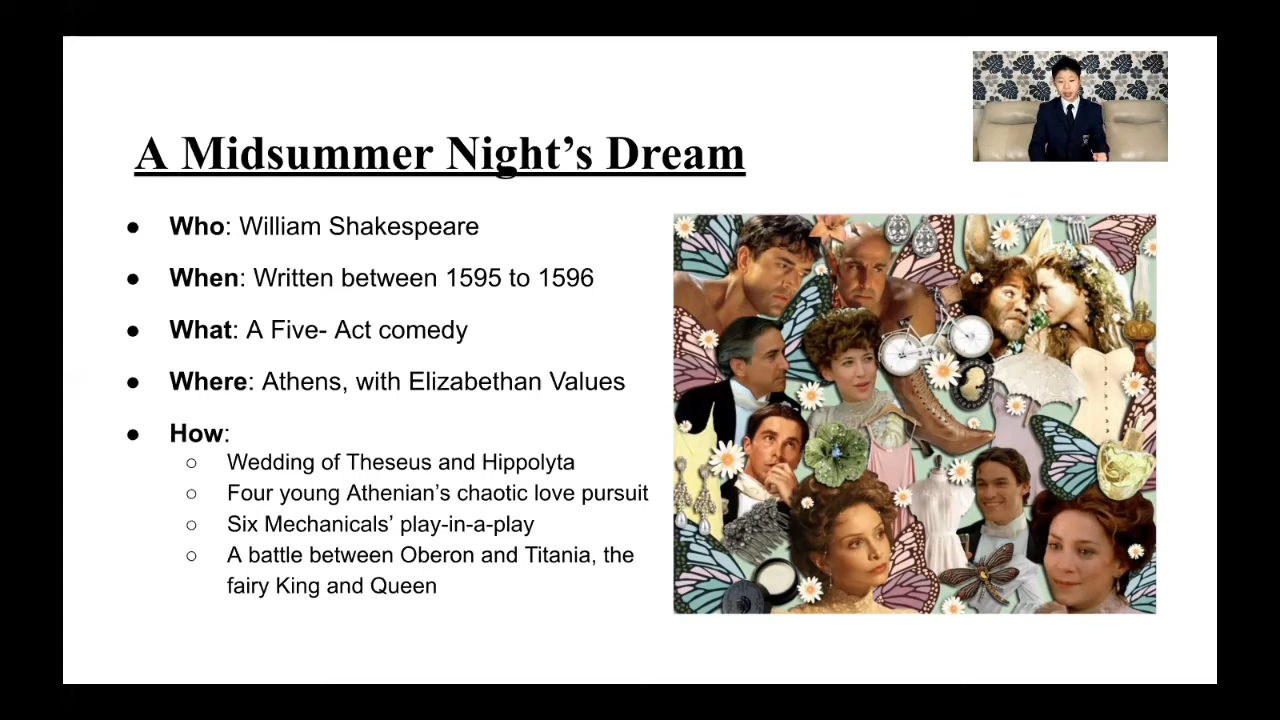 A Midsummer Night’s Dream
● Who: William Shakespeare
● When: Written between 1595 to 1596
● What: A Five- Act comedy
● Where: Athens, with Elizabethan Values
● How:
○ Wedding of Theseus and Hippolyta
○ Four young Athenian’s chaotic love pursuit
○ Six Mechanicals’ play-in-a-play
○ A battle between Oberon and Titania, the
fairy King and Queen